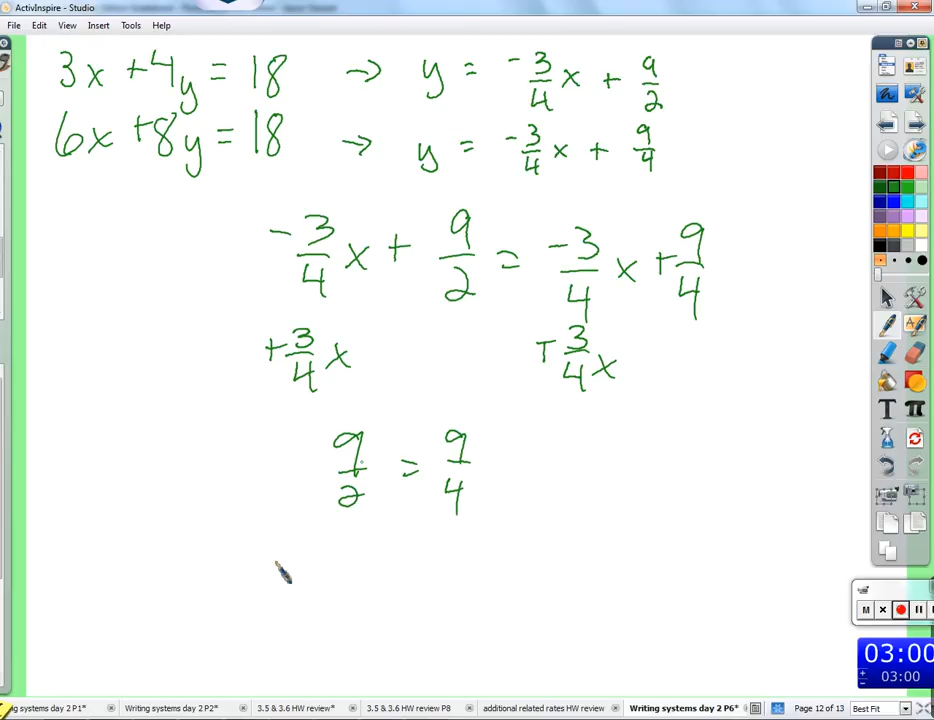 ActivInspire - Studio
File Edit View Insert Tools Help
3x + 4y = 18 → y = -3/4 x + 9/2
6x + 8y = 18 → y = -3/4 x + 9/4
-3/4 x + 9/2 = -3/4 x + 9/4
+3/4 x +3/4 x
9/2 = 9/4
M
03:00
03:00
ng systems day 2 P1* Writing systems day 2 P2* 3.5 & 3.6 HW review* 3.5 & 3.6 HW review P8 additional related rates HW review Writing systems day 2 P6* Page 12 of 13 Best Fit